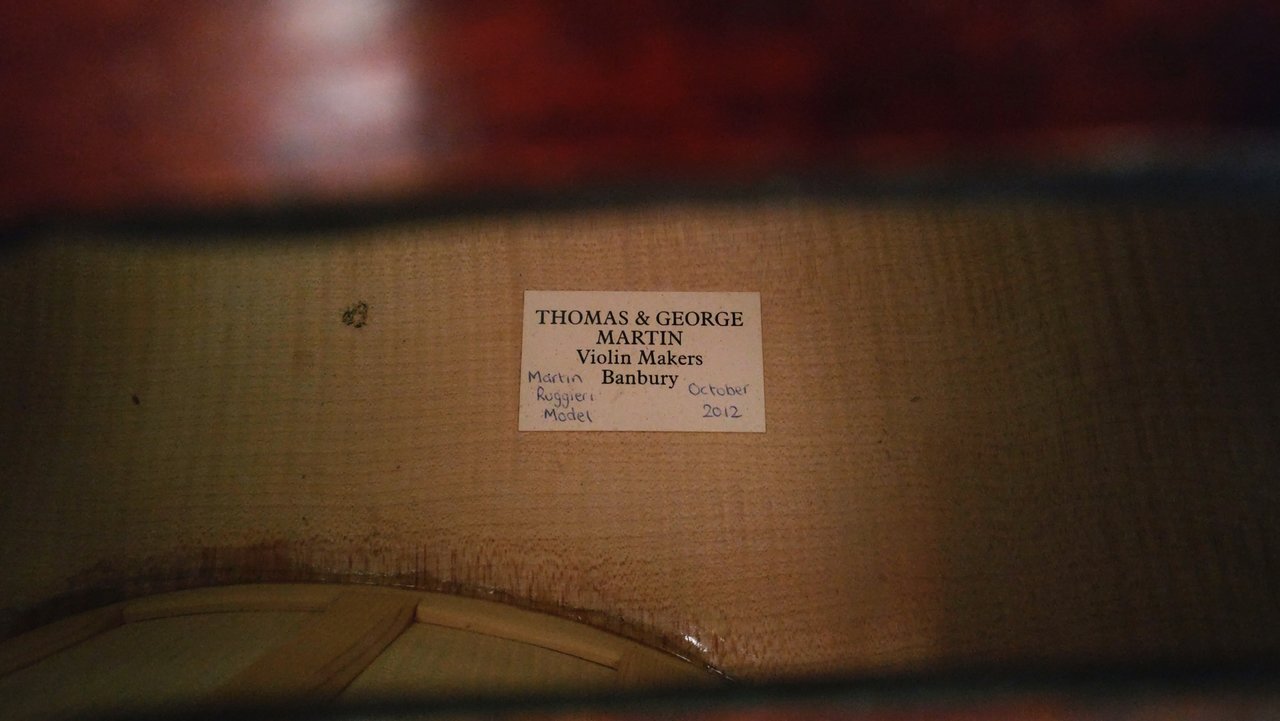 THOMAS & GEORGE
MARTIN
Violin Makers
Banbury
Martin
Ruggieri
Model
October
2012